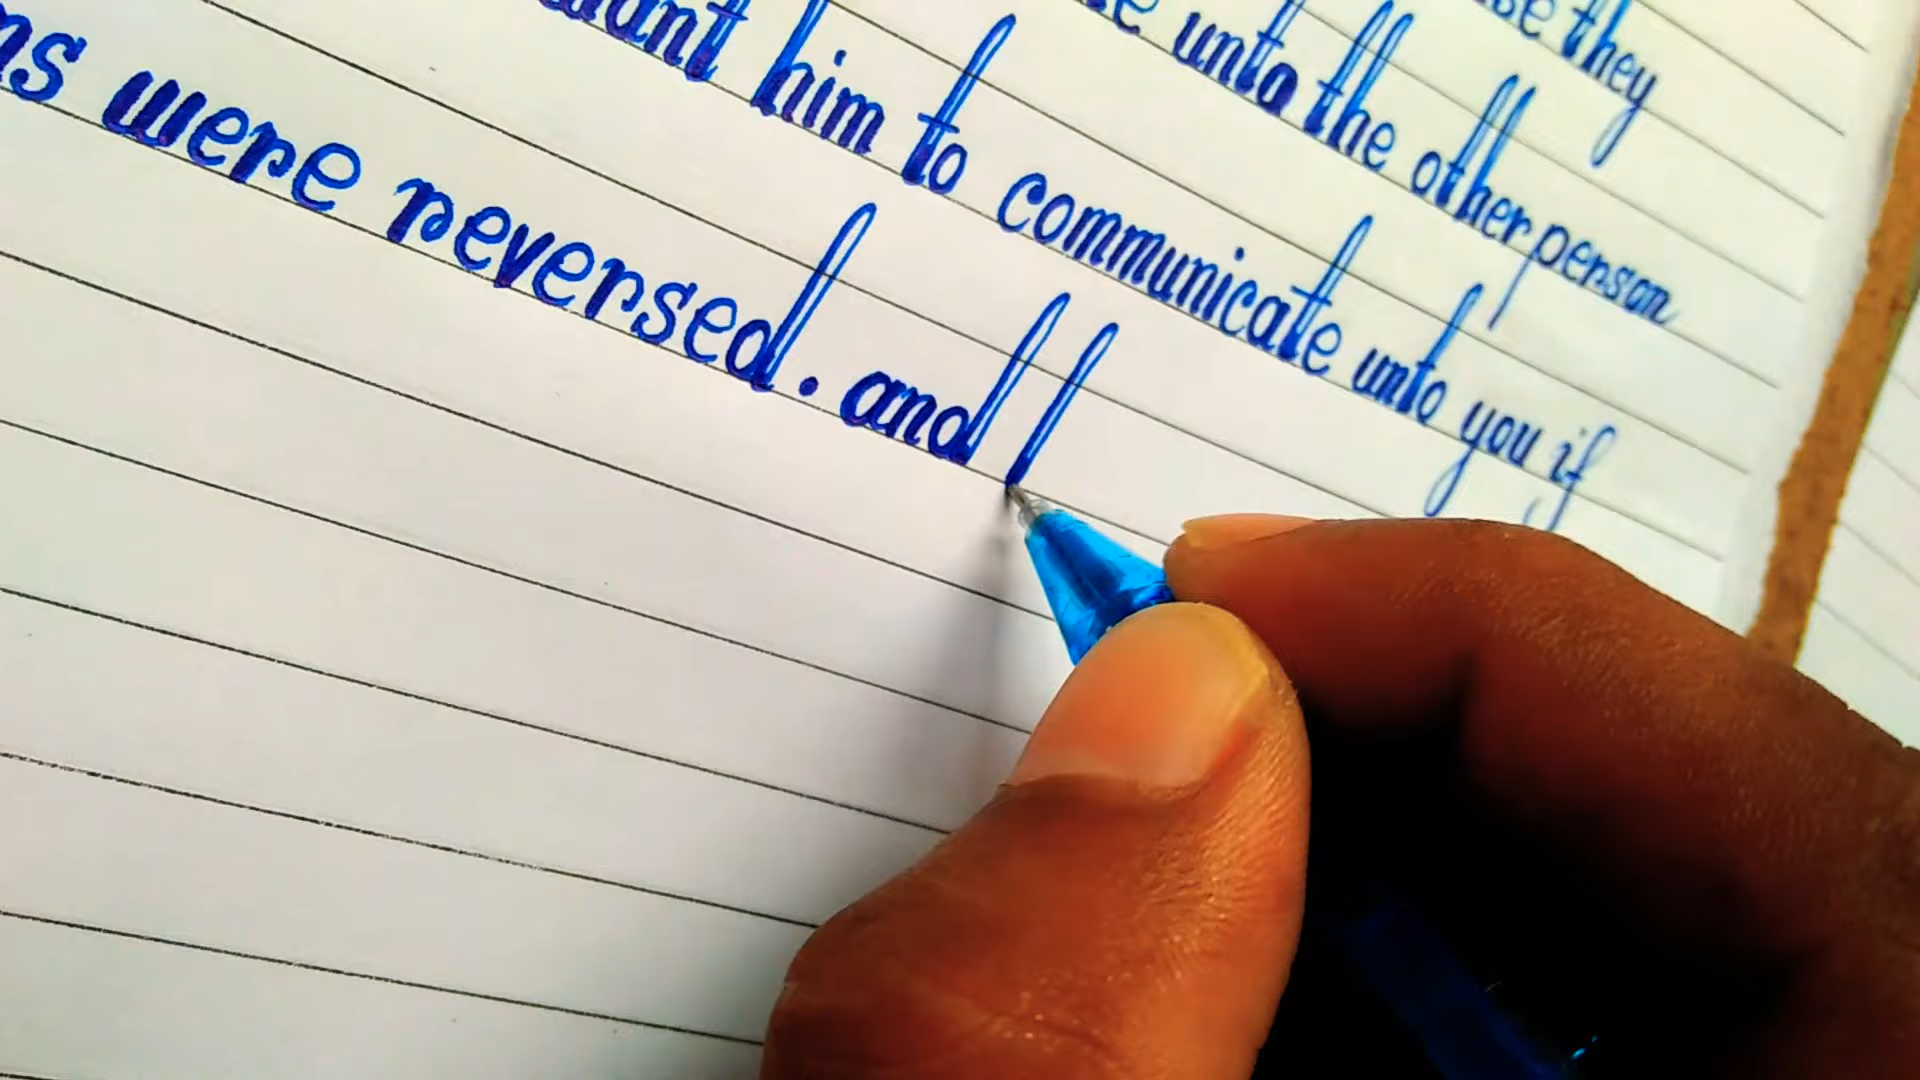 they
unto the other person
want him to communicate unto you if
were reversed. and